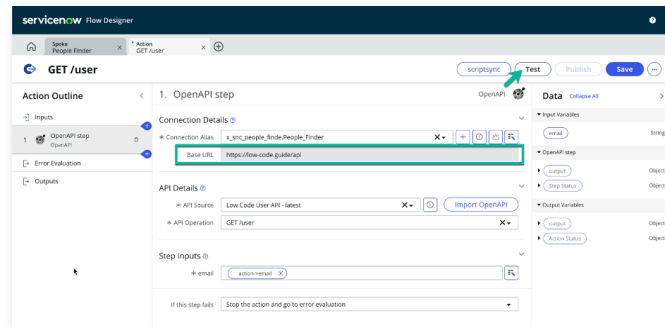 servicenow Flow Designer
Spoke
People Finder
Action
GET /user
GET /user
scriptsync
Test
Publish
Save
Action Outline
Inputs
1 OpenAPI step
OpenAPI
Error Evaluation
Outputs
1. OpenAPI step
OpenAPI
Connection Details
* Connection Alias x_snc_people_finde.People_Finder
Base URL https://low-code.guide/api
API Details
* API Source Low Code User API - latest
Import OpenAPI
* API Operation GET /user
Step Inputs
* email action->email
If this step fails Stop the action and go to error evaluation
Data Collapse All
Input Variables
email String
OpenAPI step
output Object
Step Status Object
Output Variables
output Object
Action Status Object